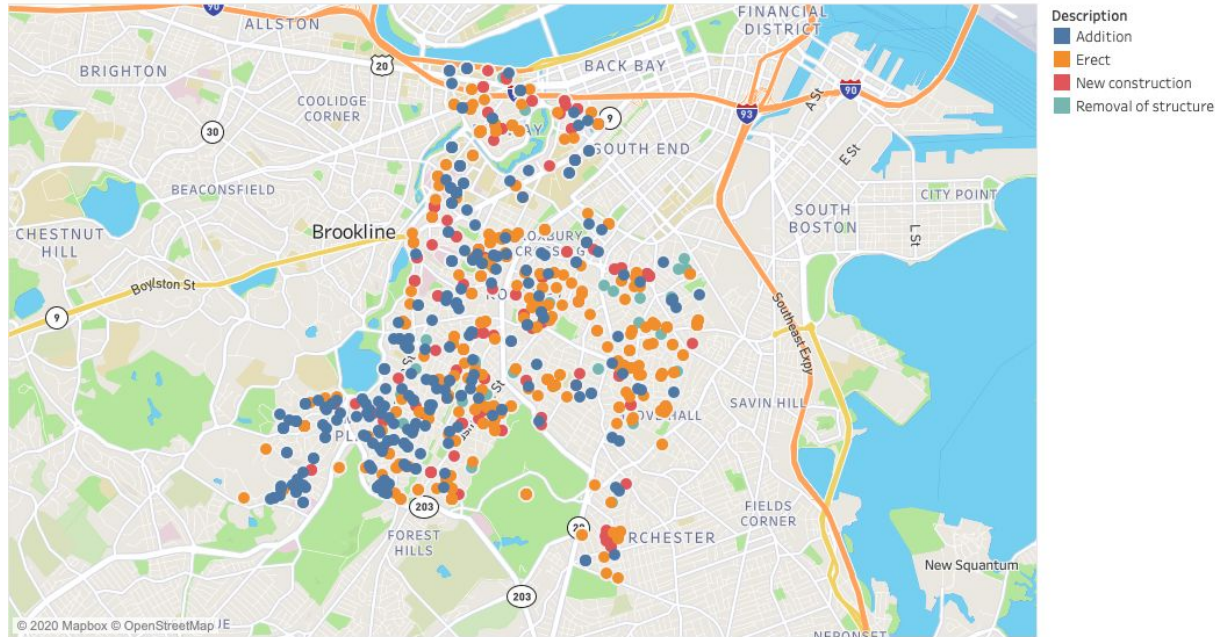 90
ALLSTON
FINANCIAL
DISTRICT
20
BACK BAY
BRIGHTON
COOLIDGE
CORNER
A St
90
93
30
9
SOUTH END
E St
BEACONSFIELD
CITY POINT
SOUTH
BOSTON
L St
CHESTNUT
HILL
Brookline
Boylston St
9
Southeast Expy
SAVIN HILL
203
FOREST
HILLS
FIELDS
CORNER
RCHESTER
New Squantum
203
NEPONSET
© 2020 Mapbox © OpenStreetMap
Description
Addition
Erect
New construction
Removal of structure